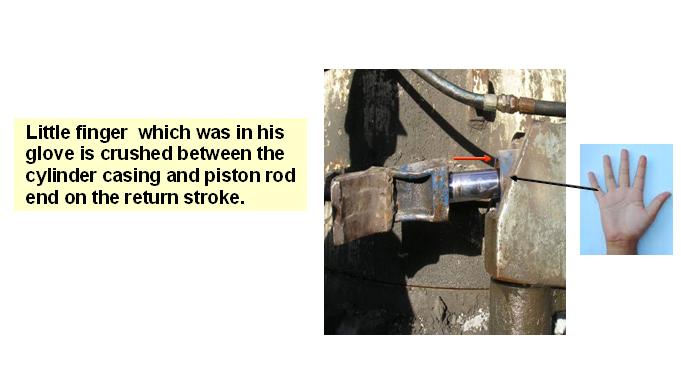 Little finger which was in his
glove is crushed between the
cylinder casing and piston rod
end on the return stroke.